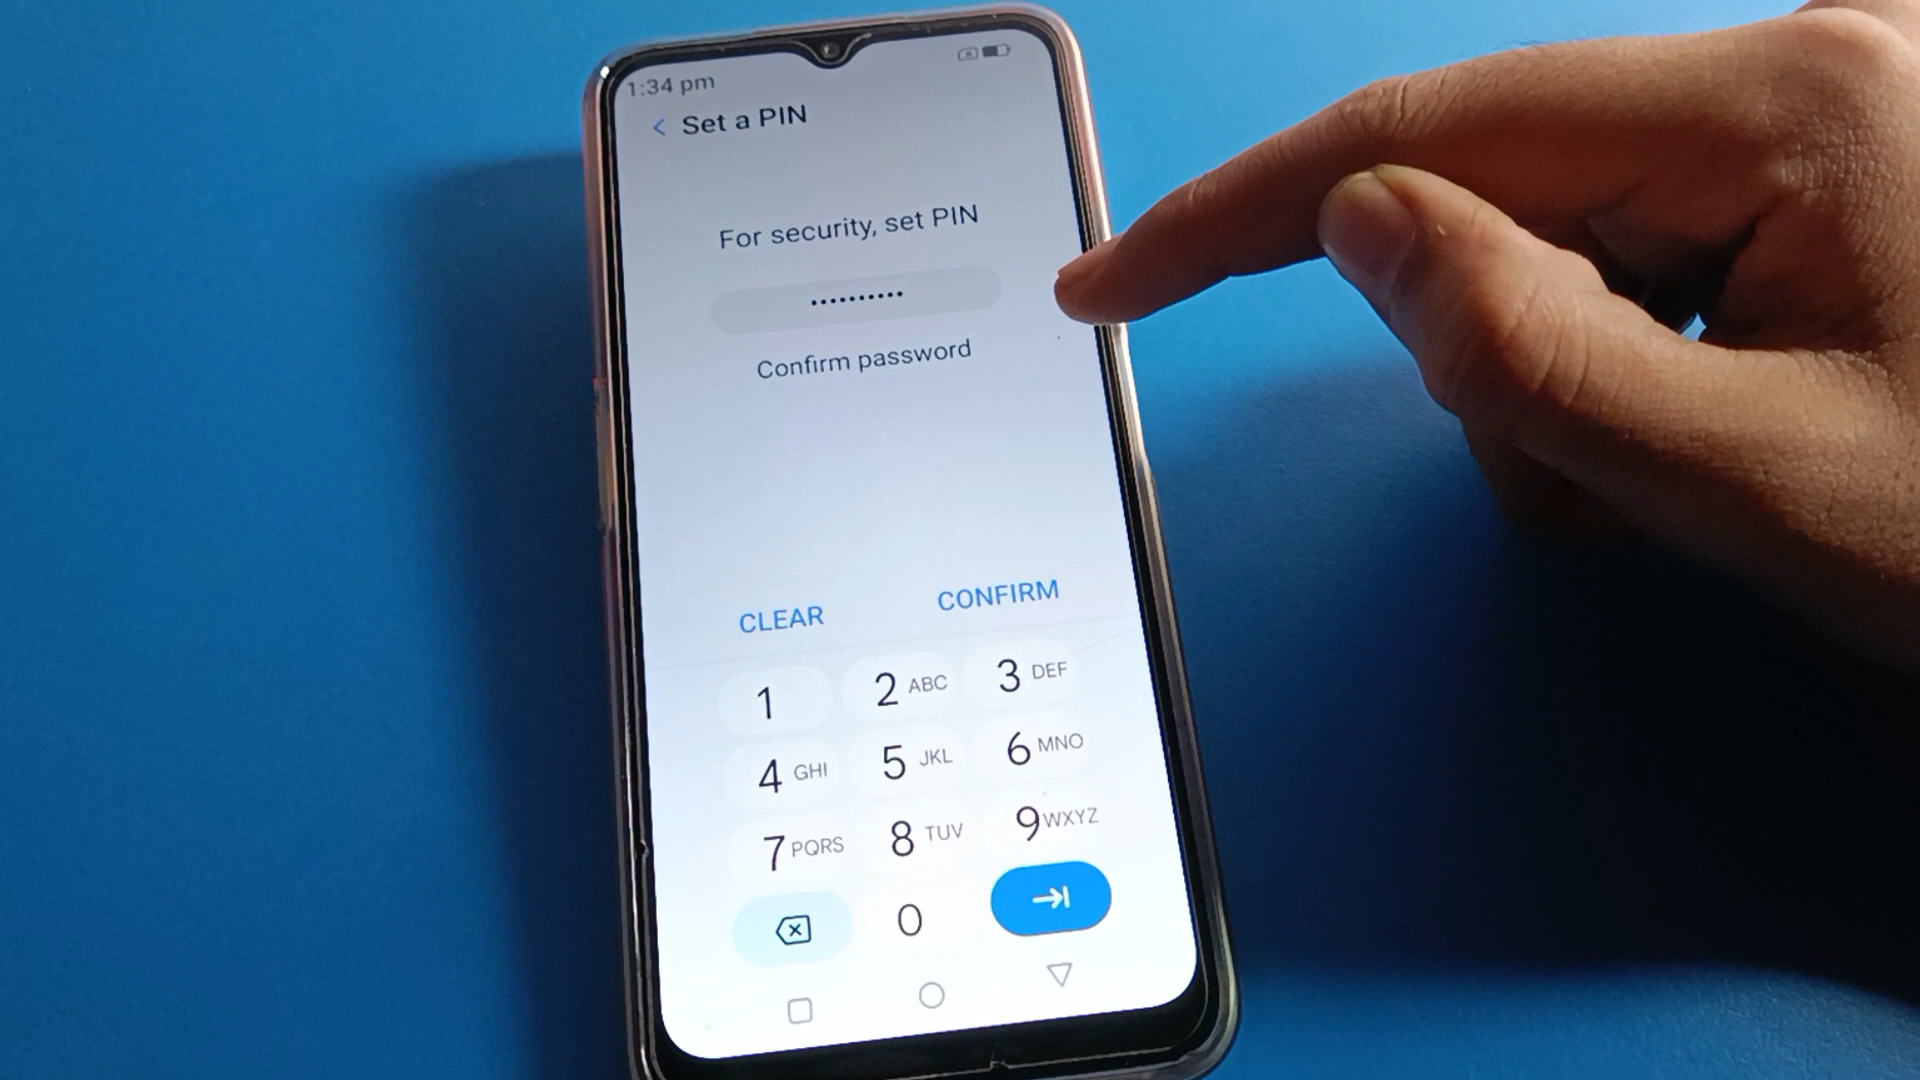 1:34 pm
< Set a PIN
For security, set PIN
••••••••••
Confirm password
CLEAR CONFIRM
1 2 ABC 3 DEF
4 GHI 5 JKL 6 MNO
7 PQRS 8 TUV 9 WXYZ
0